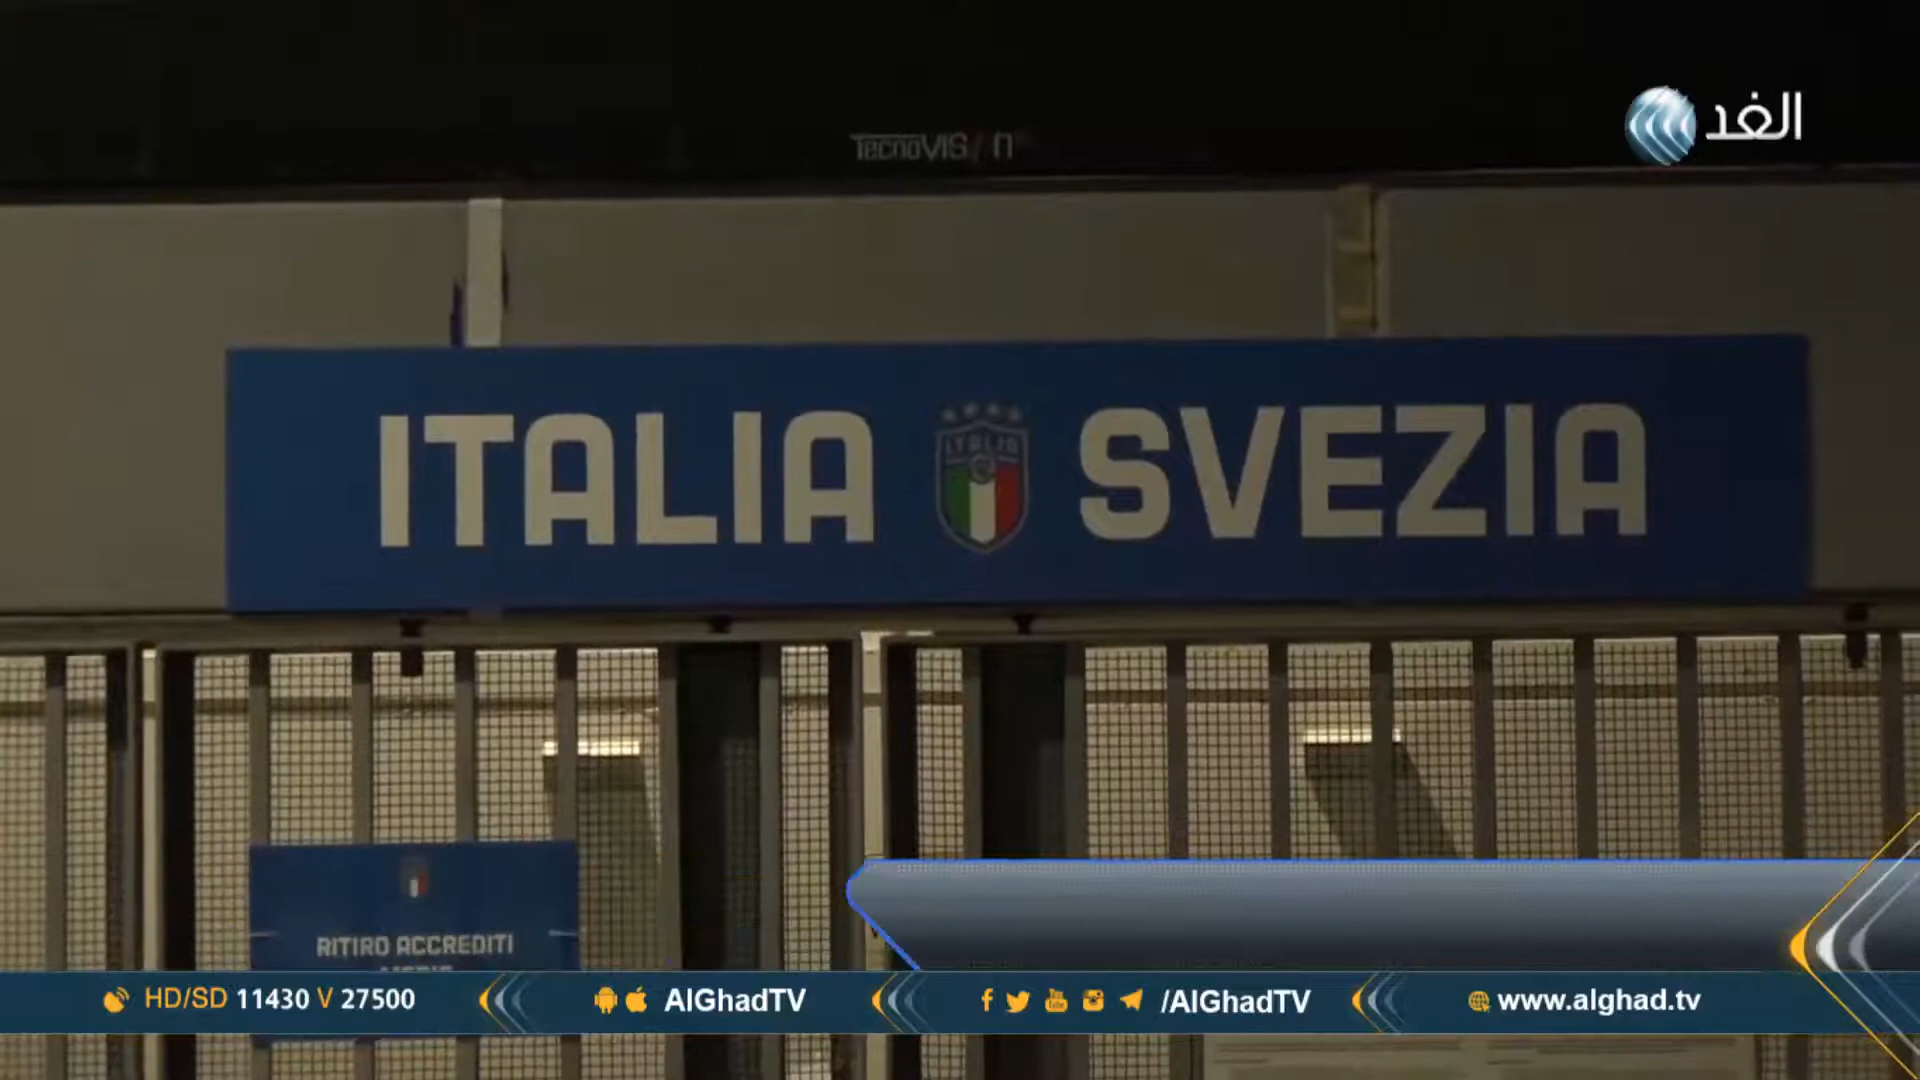 TECNOVISION
الغد
ITALIA SVEZIA
ITALIA
RITIRO ACCREDITI
HD/SD 11430 V 27500
AlGhadTV
/AlGhadTV
www.alghad.tv